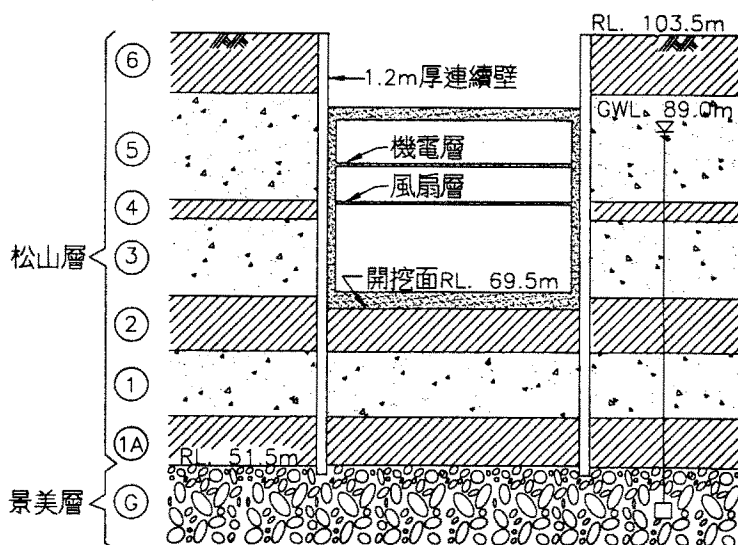 RL. 103.5m
⑥
1.2m厚連續壁
GWL. 89.0m
⑤
機電層
風扇層
④
松山層
③
開挖面RL. 69.5m
②
①
1A
RL. 51.5m
景美層
G